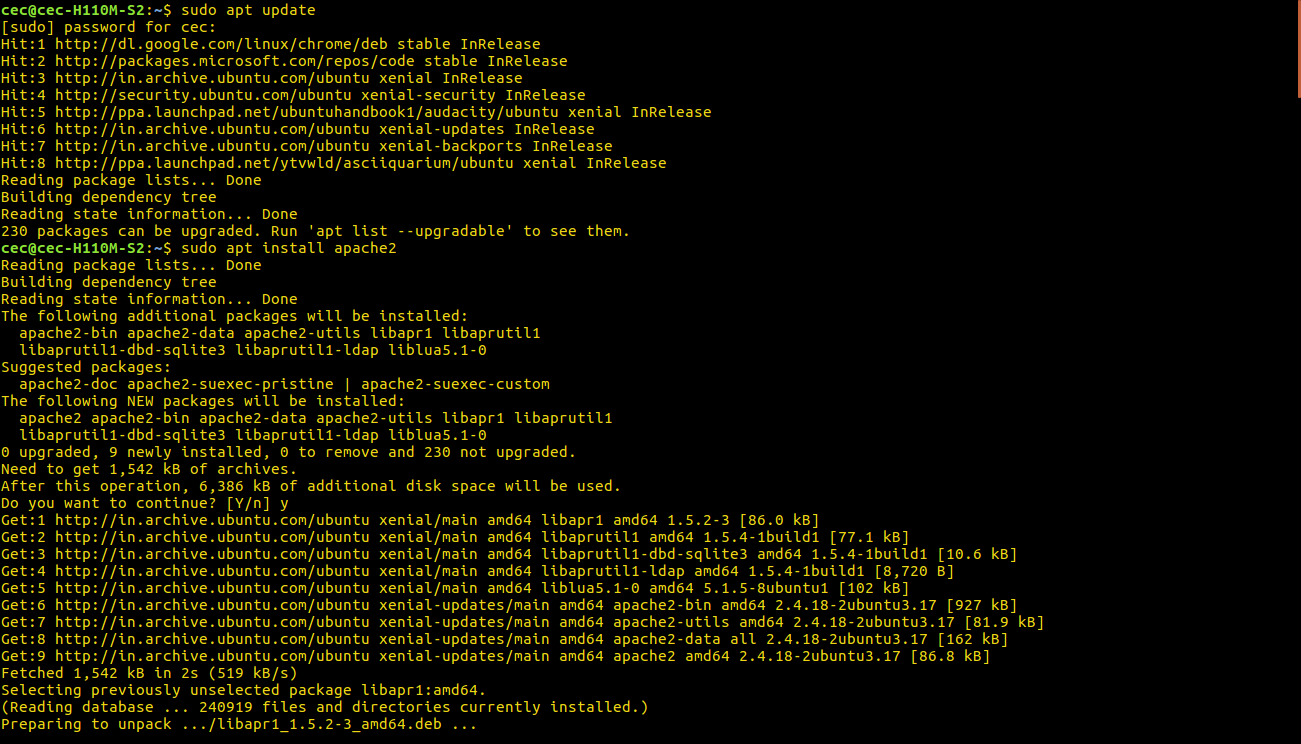 cec@cec-H110M-S2:~$ sudo apt update
[sudo] password for cec:
Hit:1 http://dl.google.com/linux/chrome/deb stable InRelease
Hit:2 http://packages.microsoft.com/repos/code stable InRelease
Hit:3 http://in.archive.ubuntu.com/ubuntu xenial InRelease
Hit:4 http://security.ubuntu.com/ubuntu xenial-security InRelease
Hit:5 http://ppa.launchpad.net/ubuntuhandbook1/audacity/ubuntu xenial InRelease
Hit:6 http://in.archive.ubuntu.com/ubuntu xenial-updates InRelease
Hit:7 http://in.archive.ubuntu.com/ubuntu xenial-backports InRelease
Hit:8 http://ppa.launchpad.net/ytvwld/asciiquarium/ubuntu xenial InRelease
Reading package lists... Done
Building dependency tree
Reading state information... Done
230 packages can be upgraded. Run 'apt list --upgradable' to see them.
cec@cec-H110M-S2:~$ sudo apt install apache2
Reading package lists... Done
Building dependency tree
Reading state information... Done
The following additional packages will be installed:
  apache2-bin apache2-data apache2-utils libapr1 libaprutil1
  libaprutil1-dbd-sqlite3 libaprutil1-ldap liblua5.1-0
Suggested packages:
  apache2-doc apache2-suexec-pristine | apache2-suexec-custom
The following NEW packages will be installed:
  apache2 apache2-bin apache2-data apache2-utils libapr1 libaprutil1
  libaprutil1-dbd-sqlite3 libaprutil1-ldap liblua5.1-0
0 upgraded, 9 newly installed, 0 to remove and 230 not upgraded.
Need to get 1,542 kB of archives.
After this operation, 6,386 kB of additional disk space will be used.
Do you want to continue? [Y/n] y
Get:1 http://in.archive.ubuntu.com/ubuntu xenial/main amd64 libapr1 amd64 1.5.2-3 [86.0 kB]
Get:2 http://in.archive.ubuntu.com/ubuntu xenial/main amd64 libaprutil1 amd64 1.5.4-1build1 [77.1 kB]
Get:3 http://in.archive.ubuntu.com/ubuntu xenial/main amd64 libaprutil1-dbd-sqlite3 amd64 1.5.4-1build1 [10.6 kB]
Get:4 http://in.archive.ubuntu.com/ubuntu xenial/main amd64 libaprutil1-ldap amd64 1.5.4-1build1 [8,720 B]
Get:5 http://in.archive.ubuntu.com/ubuntu xenial/main amd64 liblua5.1-0 amd64 5.1.5-8ubuntu1 [102 kB]
Get:6 http://in.archive.ubuntu.com/ubuntu xenial-updates/main amd64 apache2-bin amd64 2.4.18-2ubuntu3.17 [927 kB]
Get:7 http://in.archive.ubuntu.com/ubuntu xenial-updates/main amd64 apache2-utils amd64 2.4.18-2ubuntu3.17 [81.9 kB]
Get:8 http://in.archive.ubuntu.com/ubuntu xenial-updates/main amd64 apache2-data all 2.4.18-2ubuntu3.17 [162 kB]
Get:9 http://in.archive.ubuntu.com/ubuntu xenial-updates/main amd64 apache2 amd64 2.4.18-2ubuntu3.17 [86.8 kB]
Fetched 1,542 kB in 2s (519 kB/s)
Selecting previously unselected package libapr1:amd64.
(Reading database ... 240919 files and directories currently installed.)
Preparing to unpack .../libapr1_1.5.2-3_amd64.deb ...